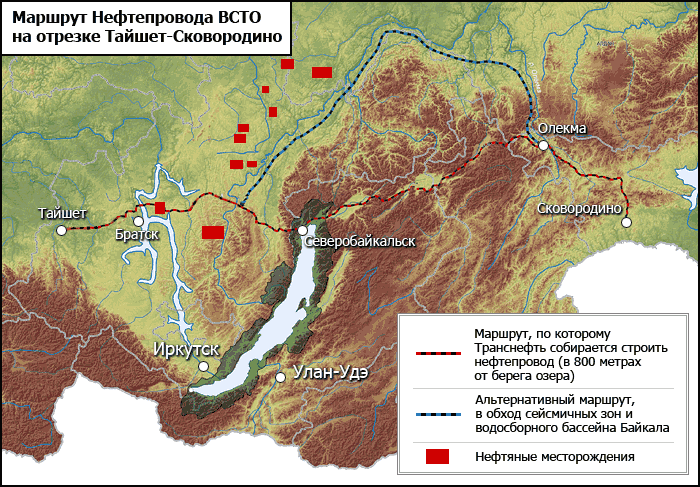 Маршрут Нефтепровода ВСТО
на отрезке Тайшет-Сковородино
Олекма
Тайшет
Братск
Сковородино
Северобайкальск
Иркутск
Улан-Удэ
Маршрут, по которому
Транснефть собирается строить
нефтепровод (в 800 метрах
от берега озера)
Альтернативный маршрут,
в обход сейсмичных зон и
водосборного бассейна Байкала
Нефтяные месторождения